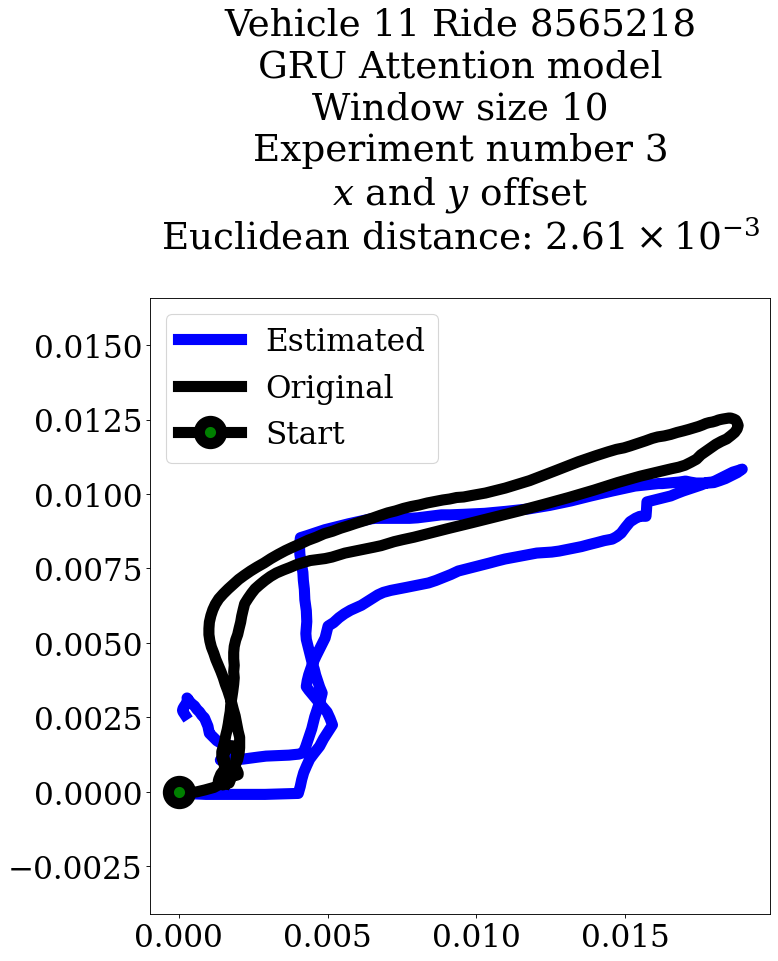 Vehicle 11 Ride 8565218
GRU Attention model
Window size 10
Experiment number 3
x and y offset
Euclidean distance: 2.61 × 10⁻³
Estimated
Original
Start
0.0150
0.0125
0.0100
0.0075
0.0050
0.0025
0.0000
−0.0025
0.000 0.005 0.010 0.015